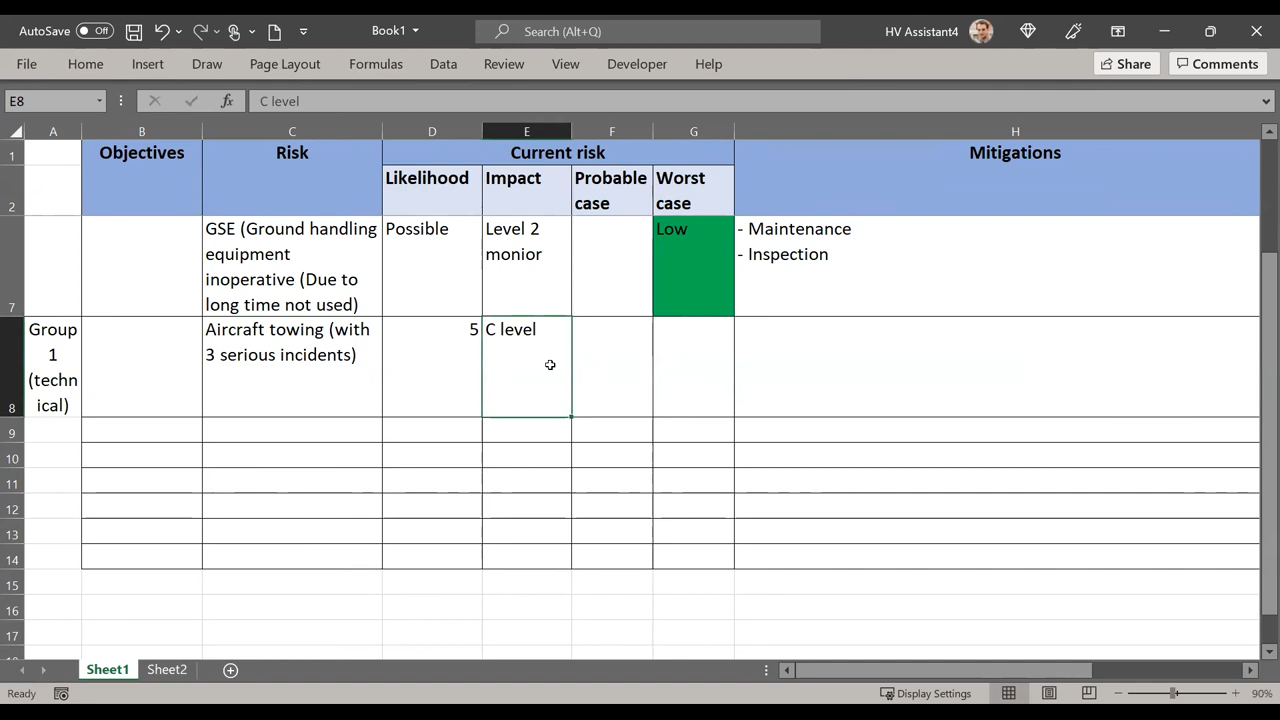 AutoSave Off Book1 Search (Alt+Q) HV Assistant4
File Home Insert Draw Page Layout Formulas Data Review View Developer Help Share Comments
E8 fx C level
A B C D E F G H
1 Objectives Risk Current risk Mitigations
2 Likelihood Impact Probable case Worst case
GSE (Ground handling
equipment
inoperative (Due to
long time not used)
Possible
Level 2
monior
Low
- Maintenance
- Inspection
7
Group
1
(techn
ical)
Aircraft towing (with
3 serious incidents)
5
C level
8
9
10
11
12
13
14
15
16
17
Sheet1 Sheet2
Ready Display Settings 90%